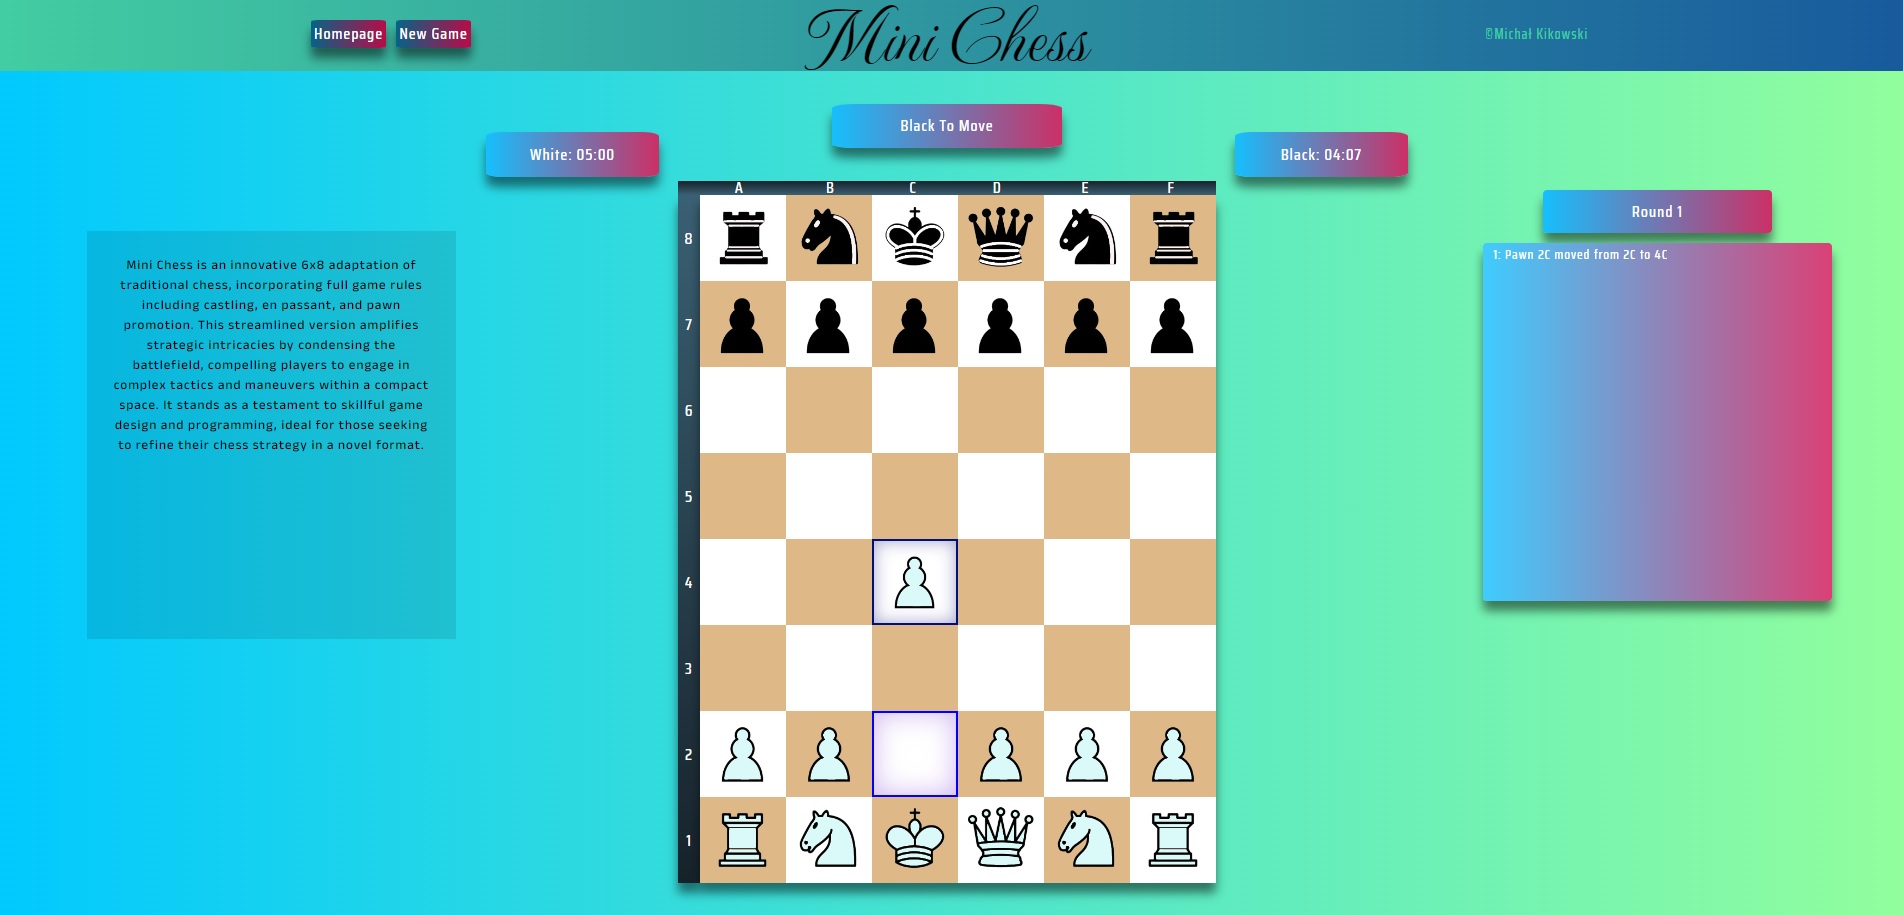 Homepage
New Game
Mini Chess
©Michał Kikowski
Black To Move
White: 05:00
Black: 04:07
Mini Chess is an innovative 6x8 adaptation of
traditional chess, incorporating full game rules
including castling, en passant, and pawn
promotion. This streamlined version amplifies
strategic intricacies by condensing the
battlefield, compelling players to engage in
complex tactics and maneuvers within a compact
space. It stands as a testament to skillful game
design and programming, ideal for those seeking
to refine their chess strategy in a novel format.
A B C D E F
8
7
6
5
4
3
2
1
Round 1
1: Pawn 2C moved from 2C to 4C